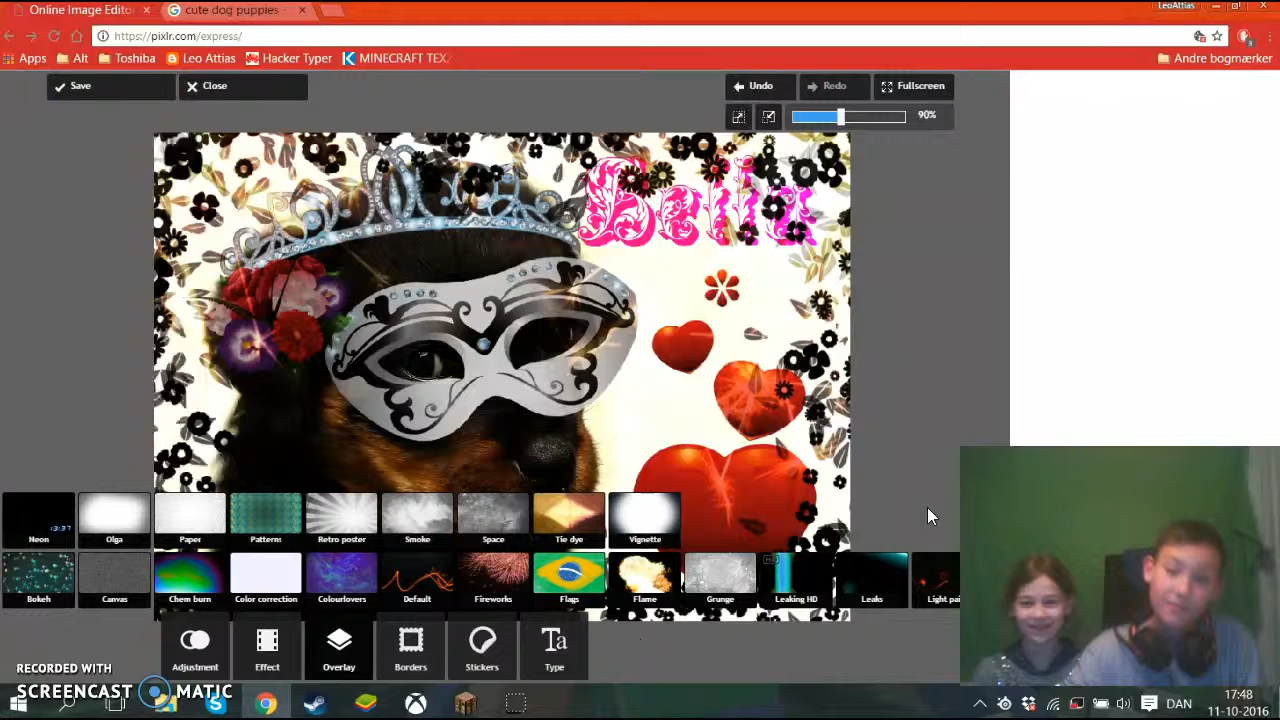 LeoAttias
Online Image Edito × cute dog puppies - ×
https://pixlr.com/express/
Apps Alt Toshiba Leo Attias Hacker Typer MINECRAFT TEX Andre bogmærker
Save Close Undo Redo Fullscreen
90%
Bella
13:37
Neon Olga Paper Patterns Retro poster Smoke Space Tie dye Vignette
Bokeh Canvas Chem burn Color correction Colourlovers Default Fireworks Flags Flame Grunge Leaking HD Leaks Light pai
Adjustment Effect Overlay Borders Stickers Type
Ta
RECORDED WITH
SCREENCAST MATIC
DAN
17:48
11-10-2016